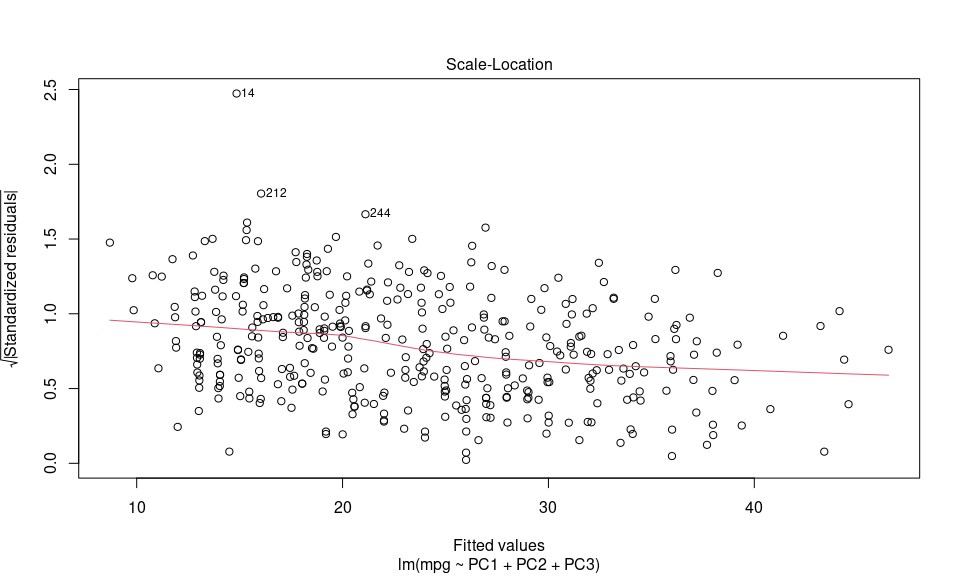 Scale-Location
√|Standardized residuals|
2.5
2.0
1.5
1.0
0.5
0.0
14
212
244
10 20 30 40
Fitted values
lm(mpg ~ PC1 + PC2 + PC3)